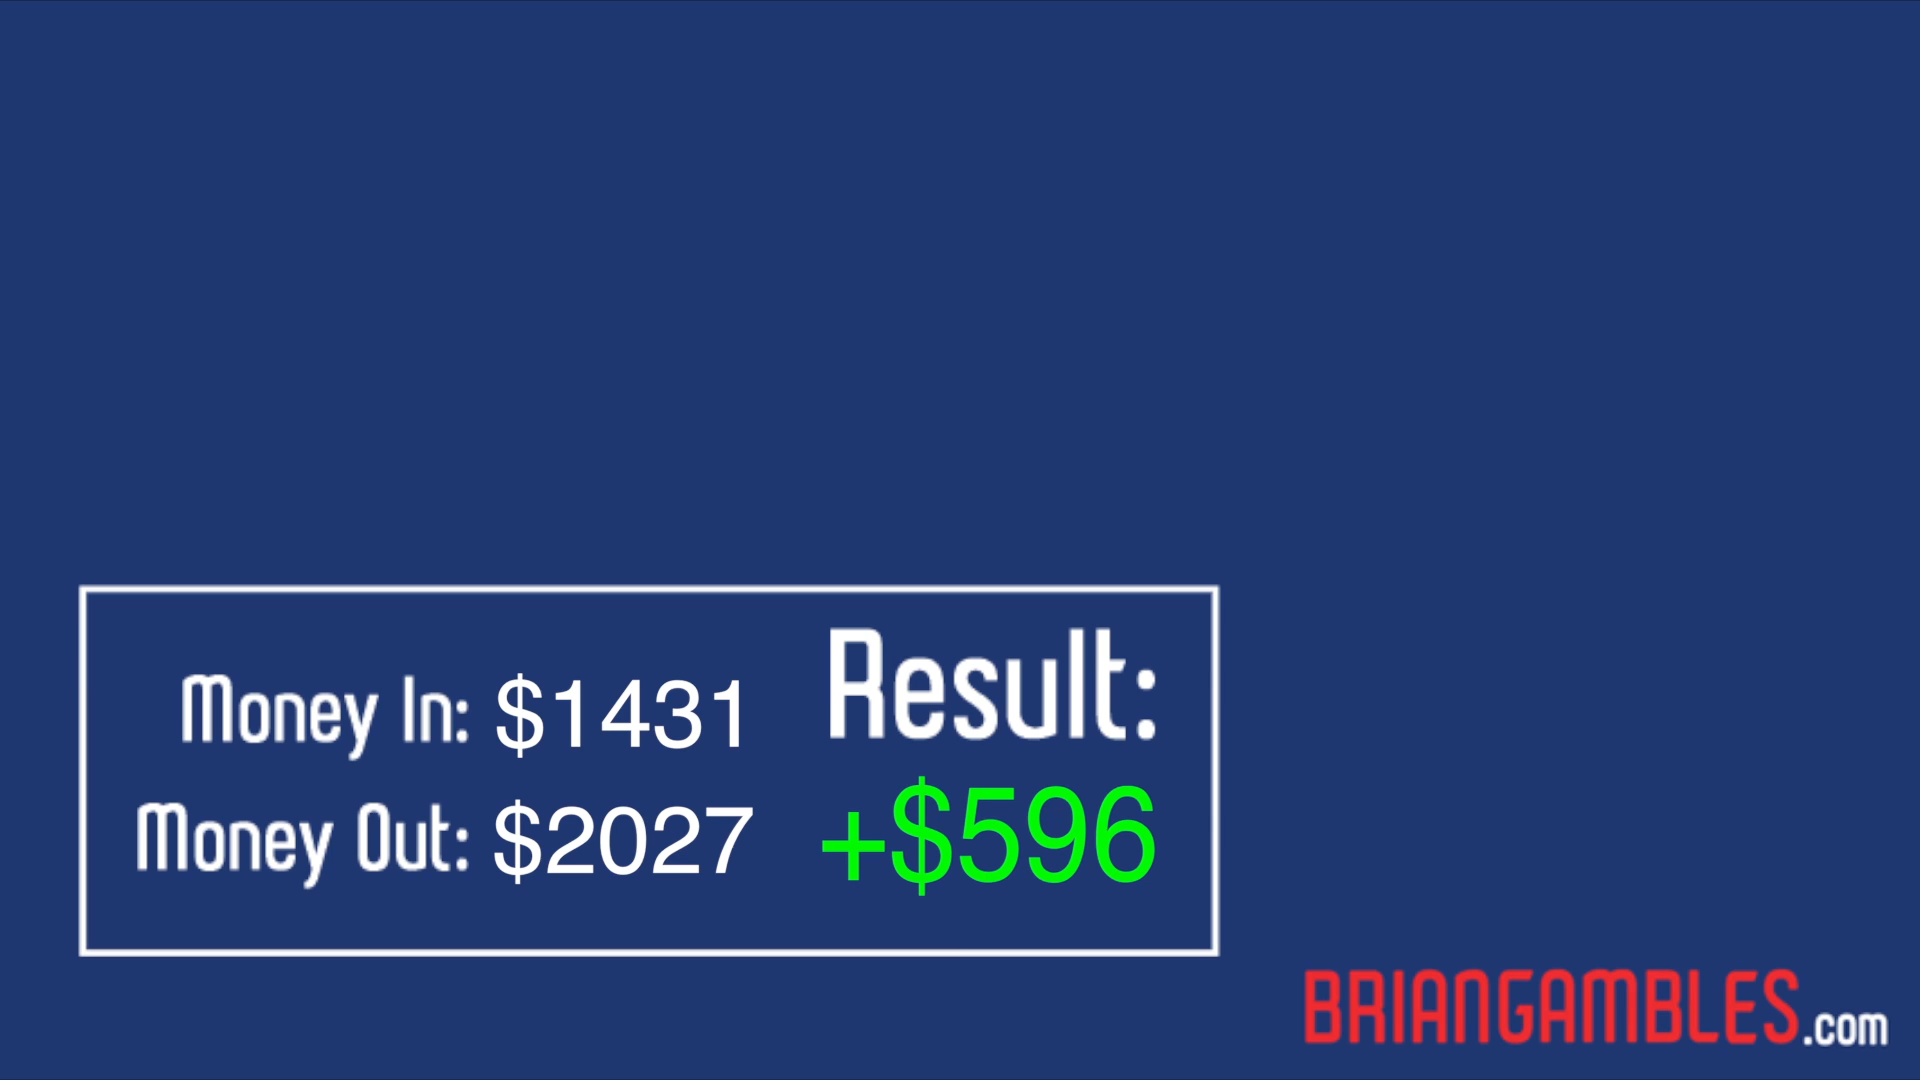 Money In: $1431
Money Out: $2027
Result:
+$596
BRIANGAMBLES.com